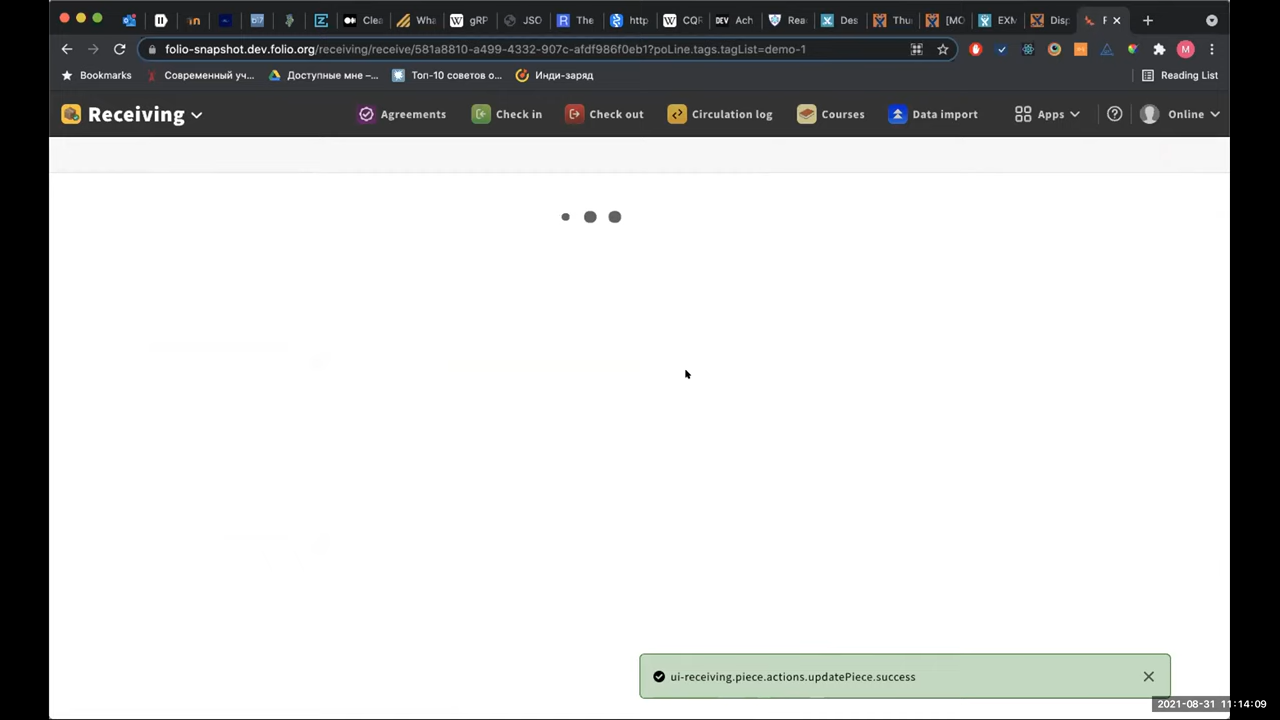 Clea
Wha
gRP
JSO
The
http
CQR
Ach
Rea
Des
Thu
[MO
EXM
Disp
folio-snapshot.dev.folio.org/receiving/receive/581a8810-a499-4332-907c-afdf986f0eb1?poLine.tags.tagList=demo-1
Bookmarks
Современный уч...
Доступные мне –...
Топ-10 советов о...
Инди-заряд
Reading List
Receiving
Agreements
Check in
Check out
Circulation log
Courses
Data import
Apps
Online
ui-receiving.piece.actions.updatePiece.success
2021-08-31 11:14:09